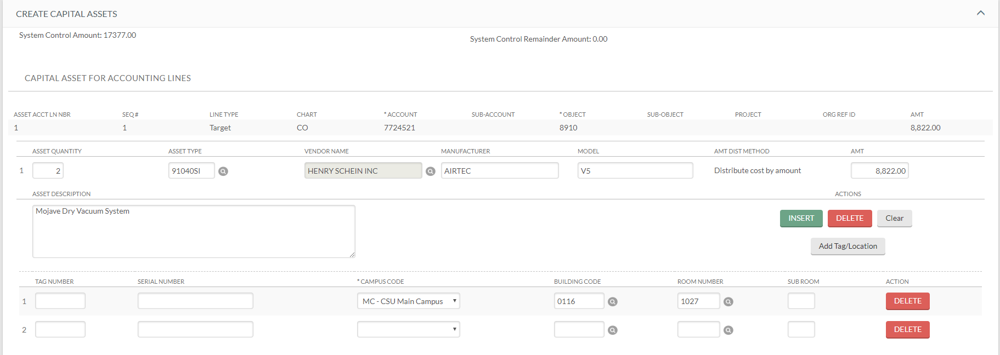 CREATE CAPITAL ASSETS
System Control Amount: 17377.00
System Control Remainder Amount: 0.00
CAPITAL ASSET FOR ACCOUNTING LINES
ASSET ACCT LN NBR SEQ # LINE TYPE CHART * ACCOUNT SUB-ACCOUNT * OBJECT SUB-OBJECT PROJECT ORG REF ID AMT
1 1 Target CO 7724521 8910 8,822.00
ASSET QUANTITY ASSET TYPE VENDOR NAME MANUFACTURER MODEL AMT DIST METHOD AMT
1 2 91040SI HENRY SCHEIN INC AIRTEC V5 Distribute cost by amount 8,822.00
ASSET DESCRIPTION ACTIONS
Mojave Dry Vacuum System
INSERT DELETE Clear
Add Tag/Location
TAG NUMBER SERIAL NUMBER * CAMPUS CODE BUILDING CODE ROOM NUMBER SUB ROOM ACTION
1 MC - CSU Main Campus 0116 1027 DELETE
2 DELETE